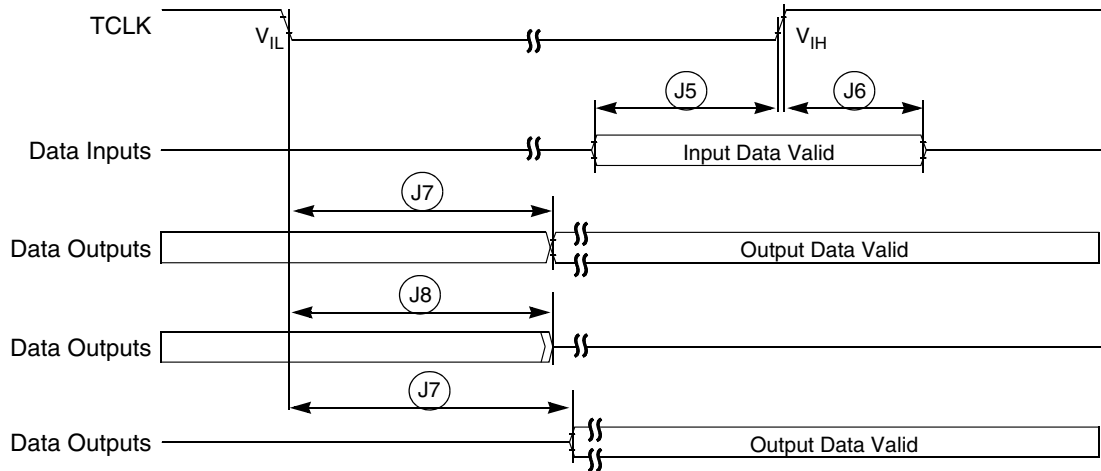 TCLK
V_IL
V_IH
J5
J6
Data Inputs
Input Data Valid
J7
Data Outputs
Output Data Valid
J8
Data Outputs
J7
Data Outputs
Output Data Valid